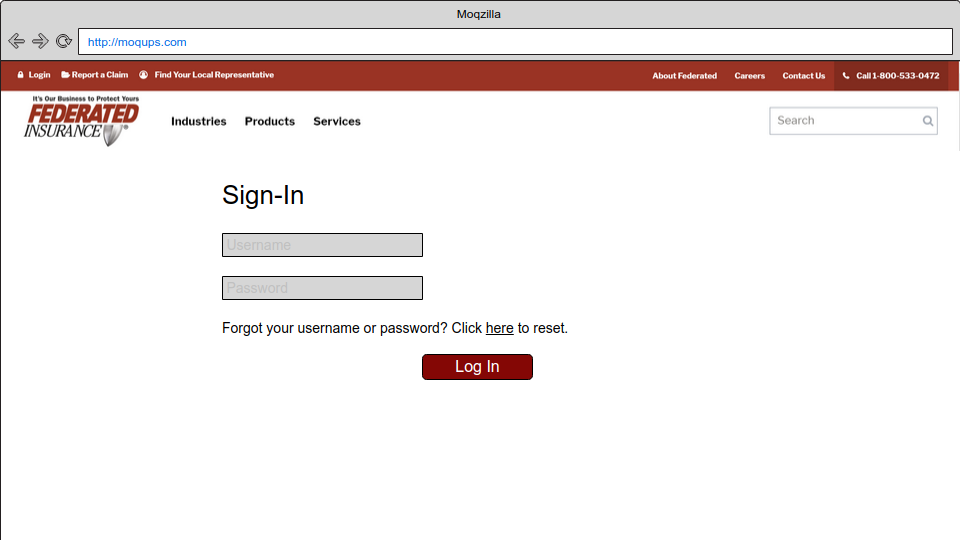 Moqzilla
http://moqups.com
Login Report a Claim Find Your Local Representative About Federated Careers Contact Us Call 1-800-533-0472
It's Our Business to Protect Yours
FEDERATED
INSURANCE®
Industries Products Services Search
Sign-In
Username
Password
Forgot your username or password? Click here to reset.
Log In